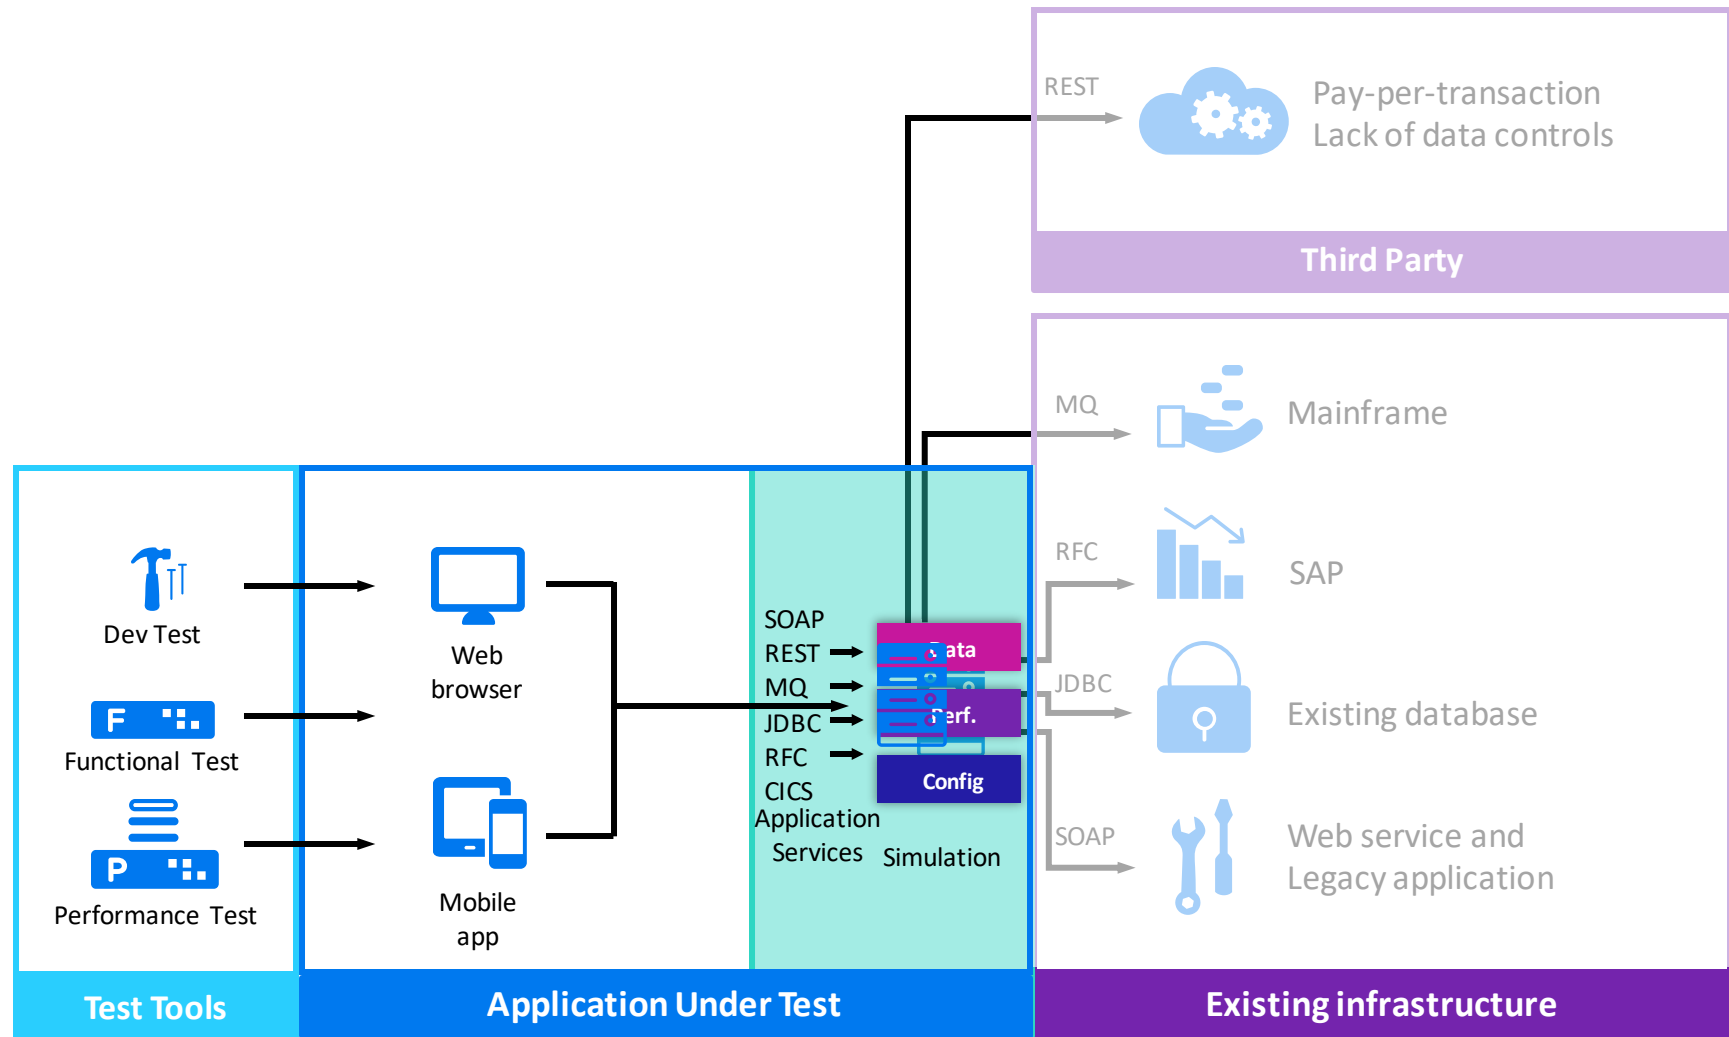 REST
Pay-per-transaction
Lack of data controls
Third Party
MQ
Mainframe
RFC
SAP
JDBC
Existing database
SOAP
Web service and
Legacy application
Existing infrastructure
Dev Test
F
Functional Test
P
Performance Test
Test Tools
Web
browser
Mobile
app
SOAP
REST
MQ
JDBC
RFC
CICS
Application
Services
Data
Perf.
Config
Simulation
Application Under Test